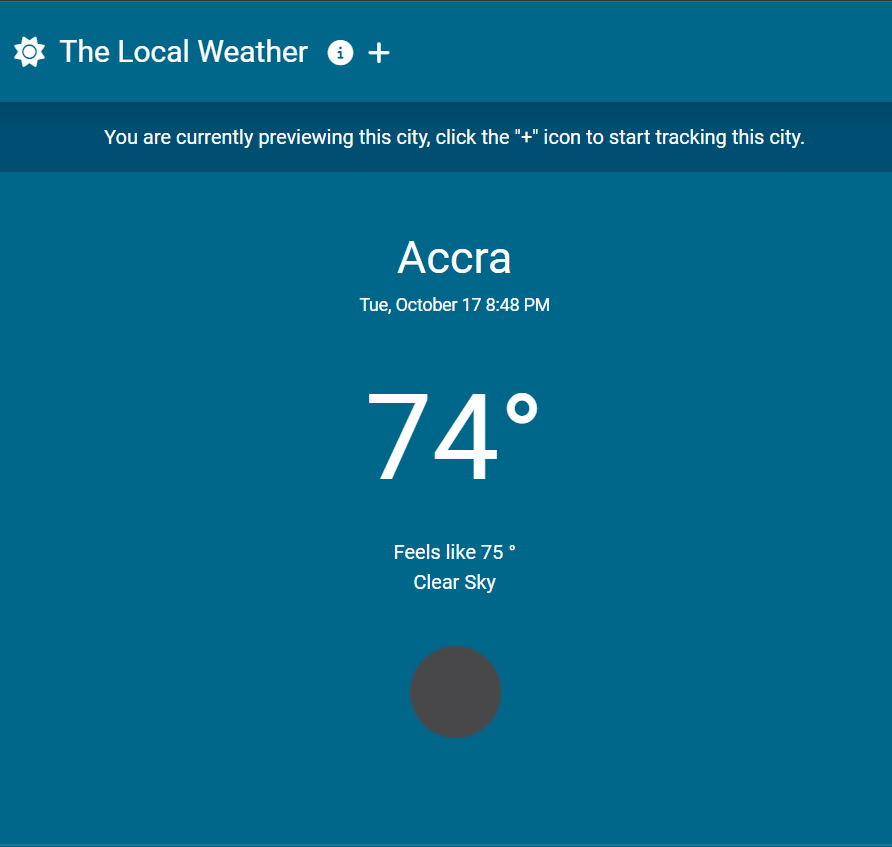 The Local Weather
You are currently previewing this city, click the "+" icon to start tracking this city.
Accra
Tue, October 17 8:48 PM
74°
Feels like 75 °
Clear Sky